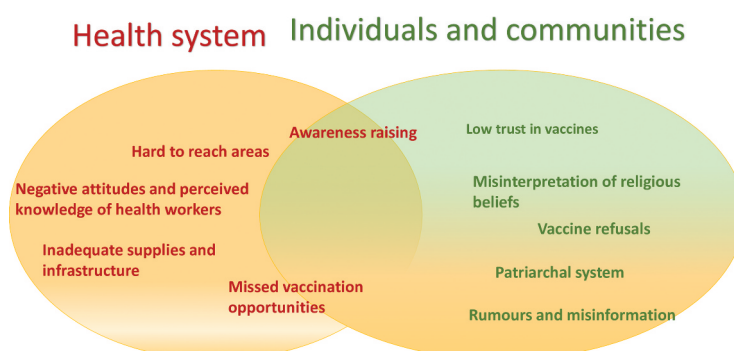 Health system
Individuals and communities
Awareness raising
Low trust in vaccines
Hard to reach areas
Negative attitudes and perceived
knowledge of health workers
Misinterpretation of religious
beliefs
Vaccine refusals
Inadequate supplies and
infrastructure
Patriarchal system
Missed vaccination
opportunities
Rumours and misinformation